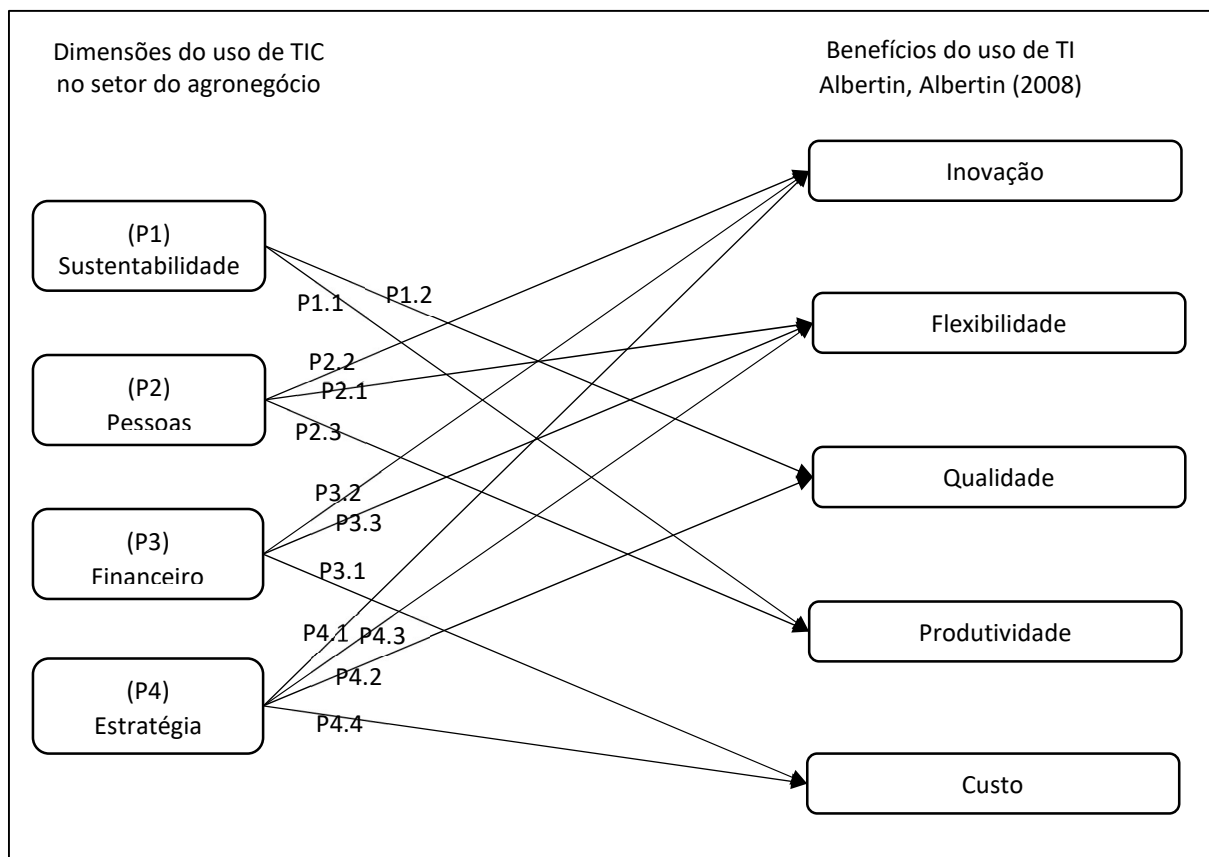 Dimensões do uso de TIC
no setor do agronegócio
Benefícios do uso de TI
Albertin, Albertin (2008)
Inovação
(P1)
Sustentabilidade
P1.1
P1.2
Flexibilidade
(P2)
Pessoas
P2.2
P2.1
P2.3
Qualidade
(P3)
Financeiro
P3.2
P3.3
P3.1
Produtividade
(P4)
Estratégia
P4.1
P4.3
P4.2
P4.4
Custo